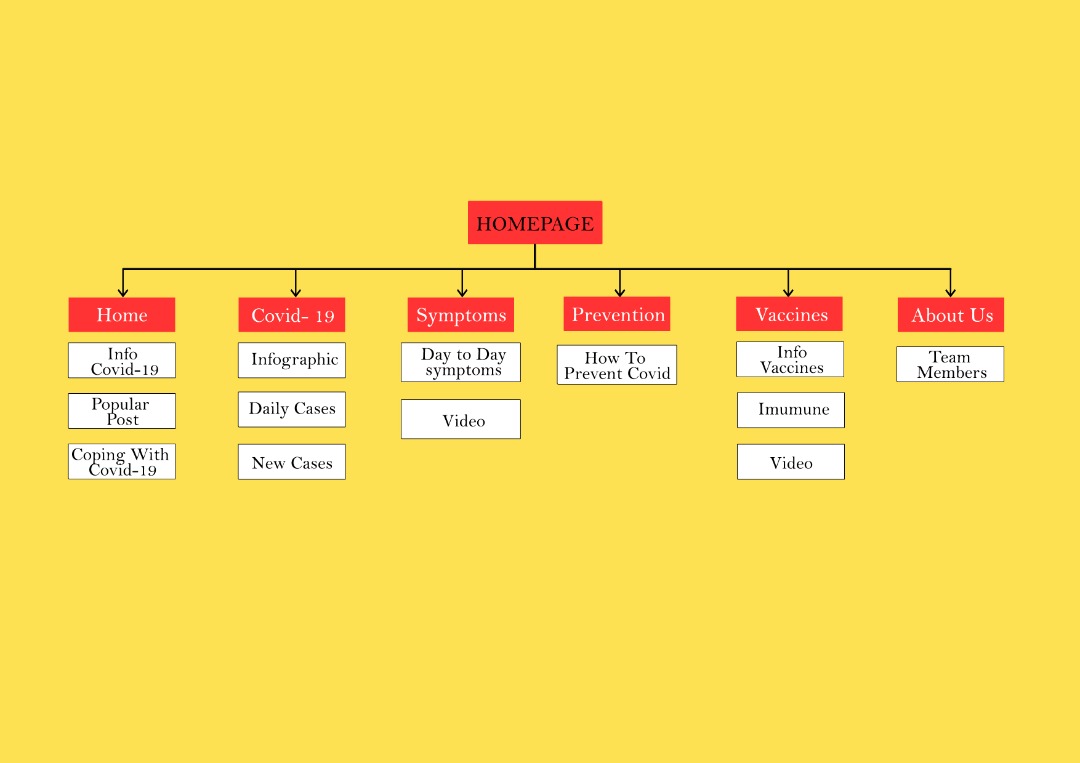 HOMEPAGE
Home
Info
Covid-19
Popular
Post
Coping With
Covid-19
Covid- 19
Infographic
Daily Cases
New Cases
Symptoms
Day to Day
symptoms
Video
Prevention
How To
Prevent Covid
Vaccines
Info
Vaccines
Imumune
Video
About Us
Team
Members